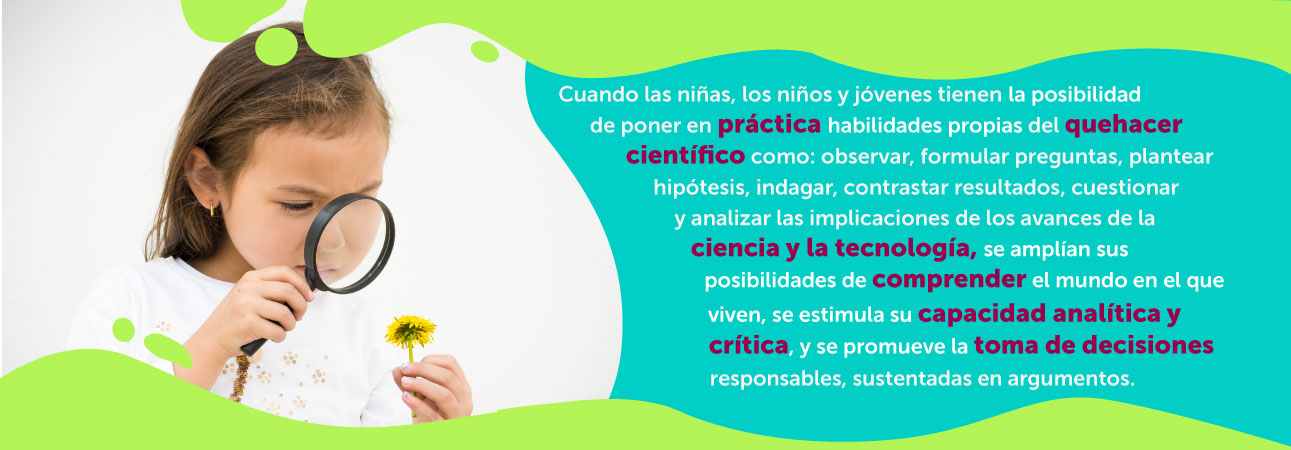 Cuando las niñas, los niños y jóvenes tienen la posibilidad
de poner en práctica habilidades propias del quehacer
científico como: observar, formular preguntas, plantear
hipótesis, indagar, contrastar resultados, cuestionar
y analizar las implicaciones de los avances de la
ciencia y la tecnología, se amplían sus
posibilidades de comprender el mundo en el que
viven, se estimula su capacidad analítica y
crítica, y se promueve la toma de decisiones
responsables, sustentadas en argumentos.